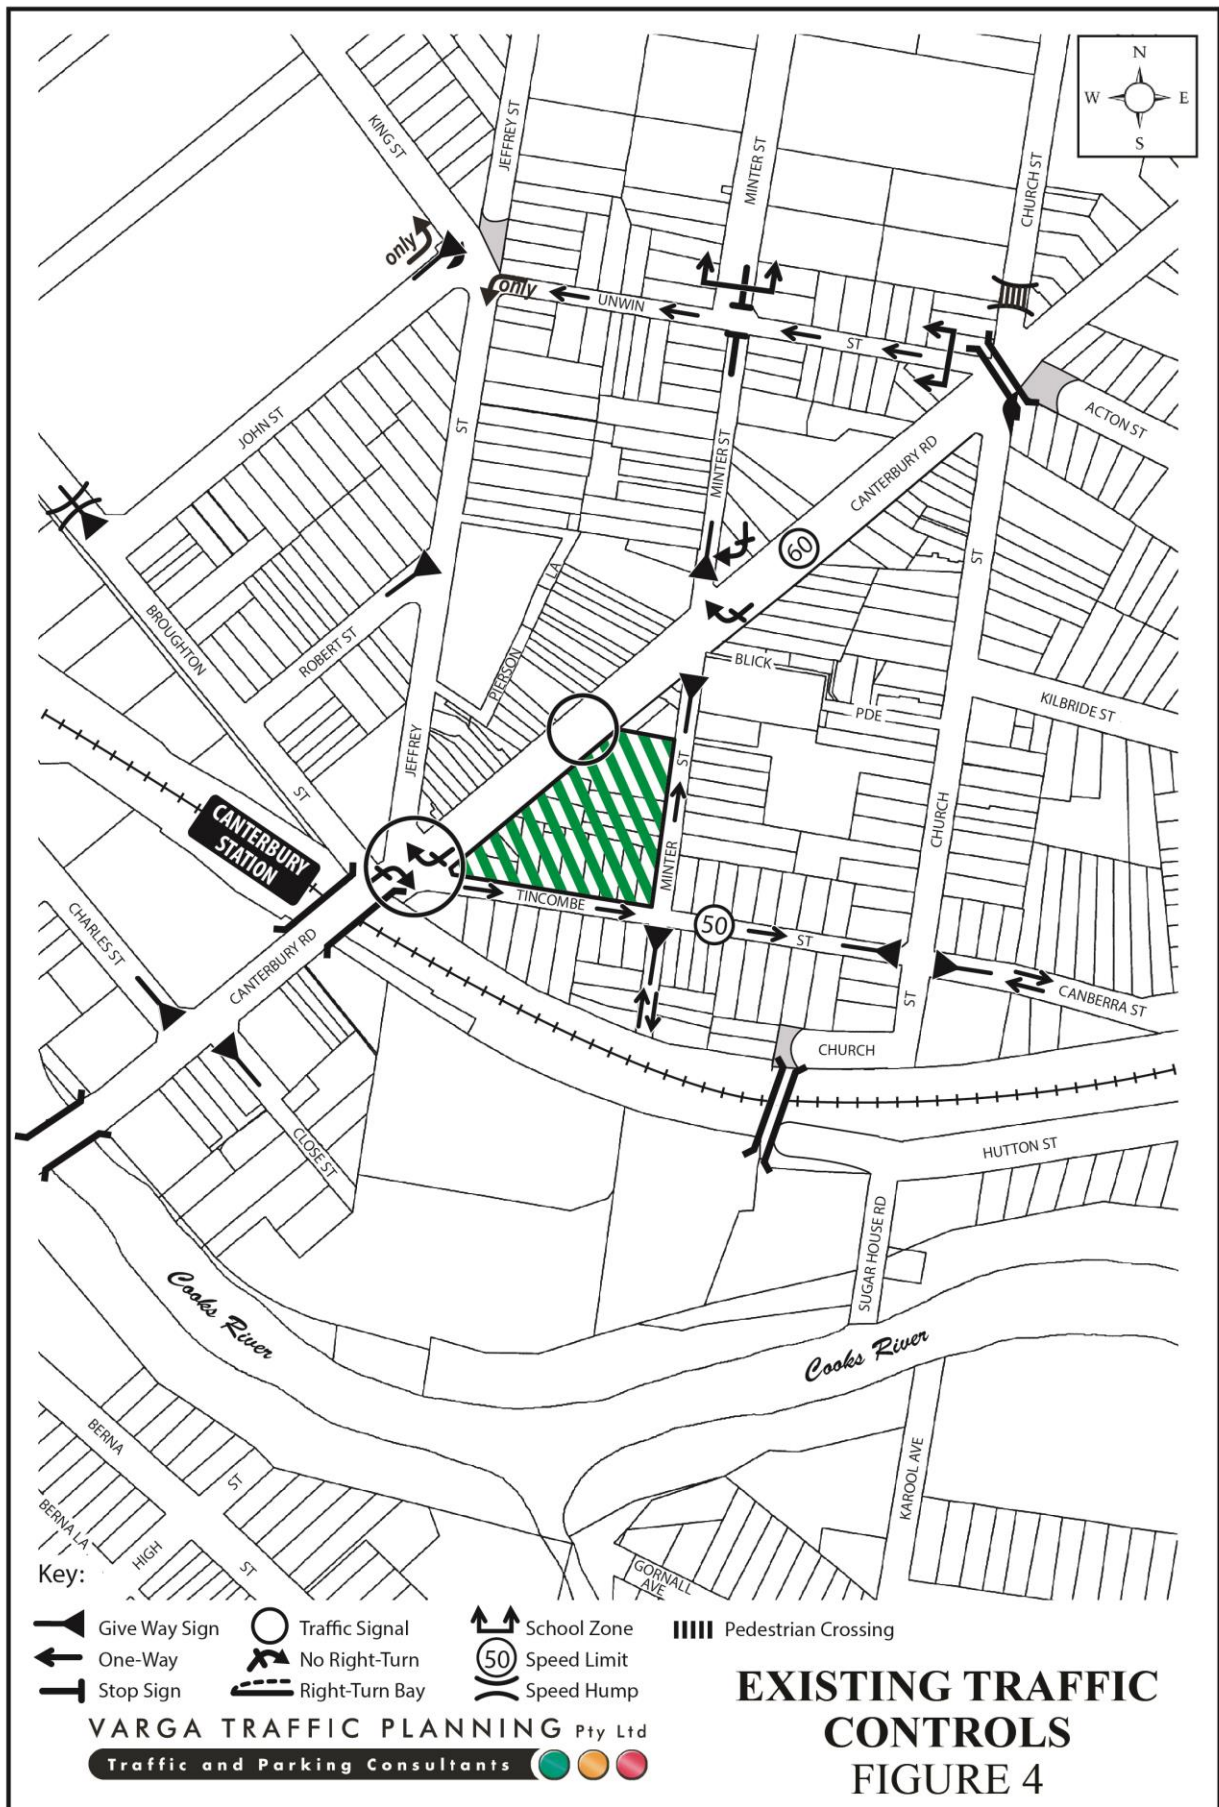 N
W E
S
KING ST
JEFFREY ST
MINTER ST
CHURCH ST
only
only
UNWIN
ST
ACTON ST
JOHN ST
ST
MINTER ST
CANTERBURY RD
60
ST
LA
BROUGHTON
ROBERT ST
PIERSON
BLICK
PDE
KILBRIDE ST
JEFFREY
ST
ST
CANTERBURY
STATION
CHURCH
MINTER
TINCOMBE
50
ST
CHARLES ST
CANTERBURY RD
ST
CANBERRA ST
CHURCH
CLOSE ST
HUTTON ST
SUGAR HOUSE RD
Cooks River
Cooks River
BERNA
ST
KAROOL AVE
BERNA LA
HIGH
ST
GORNALL
AVE
Key:
Give Way Sign
Traffic Signal
School Zone
Pedestrian Crossing
One-Way
No Right-Turn
50
Speed Limit
Stop Sign
Right-Turn Bay
Speed Hump
EXISTING TRAFFIC
CONTROLS
FIGURE 4
VARGA TRAFFIC PLANNING Pty Ltd
Traffic and Parking Consultants